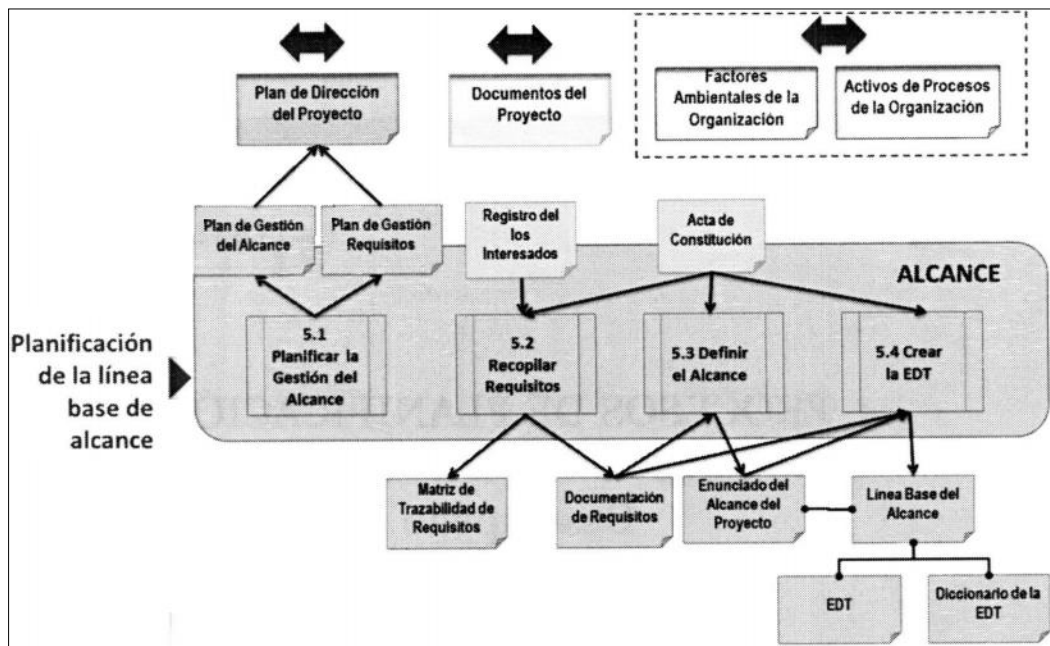 Plan de Dirección
del Proyecto
Documentos del
Proyecto
Factores
Ambientales de la
Organización
Activos de Procesos
de la Organización
Plan de Gestión
del Alcance
Plan de Gestión
Requisitos
Registro del
los
Interesados
Acta de
Constitución
ALCANCE
Planificación
de la línea
base de
alcance
5.1
Planificar la
Gestión del
Alcance
5.2
Recopilar
Requisitos
5.3 Definir
el Alcance
5.4 Crear
la EDT
Matriz de
Trazabilidad de
Requisitos
Documentación
de Requisitos
Enunciado del
Alcance del
Proyecto
Línea Base del
Alcance
EDT
Diccionario de la
EDT